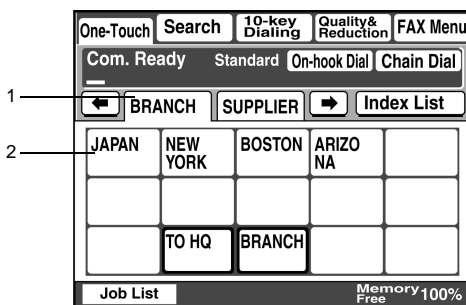 One-Touch Search 10-key Dialing Quality& Reduction FAX Menu
Com. Ready Standard On-hook Dial Chain Dial
1 BRANCH SUPPLIER Index List
2 JAPAN NEW YORK BOSTON ARIZO NA
TO HQ BRANCH
Job List Memory Free 100%